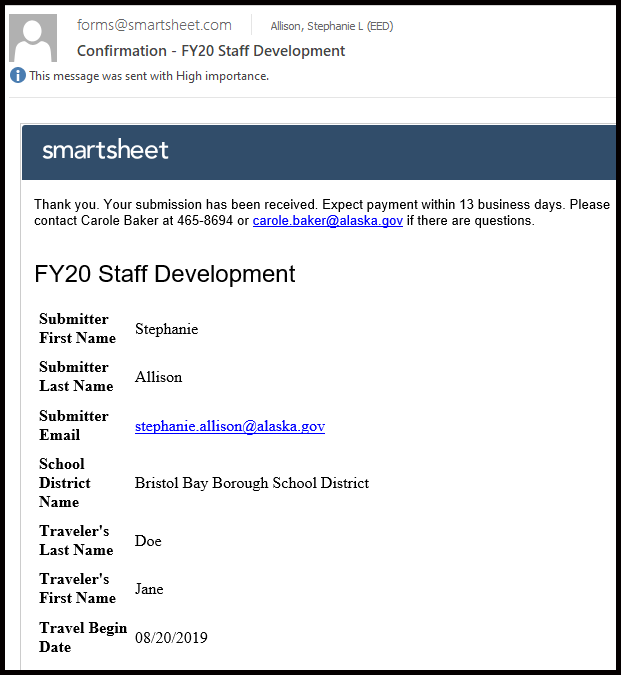 forms@smartsheet.com Allison, Stephanie L (EED)
Confirmation - FY20 Staff Development
This message was sent with High importance.
smartsheet
Thank you. Your submission has been received. Expect payment within 13 business days. Please
contact Carole Baker at 465-8694 or carole.baker@alaska.gov if there are questions.
FY20 Staff Development
Submitter
First Name
Stephanie
Submitter
Last Name
Allison
Submitter
Email
stephanie.allison@alaska.gov
School
District
Name
Bristol Bay Borough School District
Traveler's
Last Name
Doe
Traveler's
First Name
Jane
Travel Begin
Date
08/20/2019